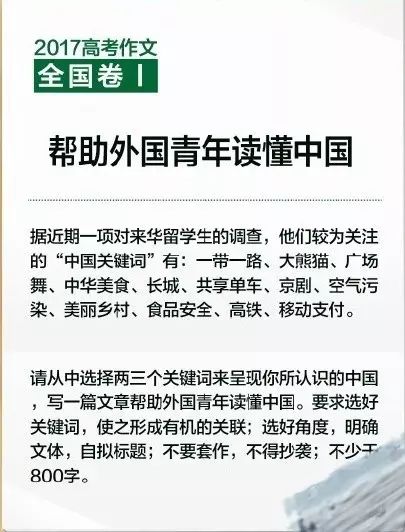 2017高考作文
全国卷Ⅰ
帮助外国青年读懂中国
据近期一项对来华留学生的调查，他们较为关注
的“中国关键词”有：一带一路、大熊猫、广场
舞、中华美食、长城、共享单车、京剧、空气污
染、美丽乡村、食品安全、高铁、移动支付。
请从中选择两三个关键词来呈现你所认识的中国
，写一篇文章帮助外国青年读懂中国。要求选好
关键词，使之形成有机的关联；选好角度，明确
文体，自拟标题；不要套作，不得抄袭；不少于
800字。